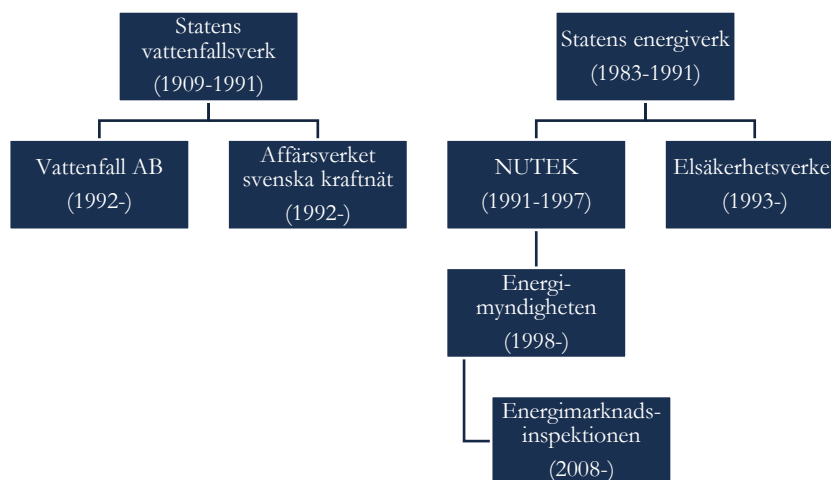 Statens
vattenfallsverk
(1909-1991)
Statens energiverk
(1983-1991)
Vattenfall AB
(1992-)
Affärsverket
svenska kraftnät
(1992-)
NUTEK
(1991-1997)
Elsäkerhetsverke
(1993-)
Energi-
myndigheten
(1998-)
Energimarknads-
inspektionen
(2008-)